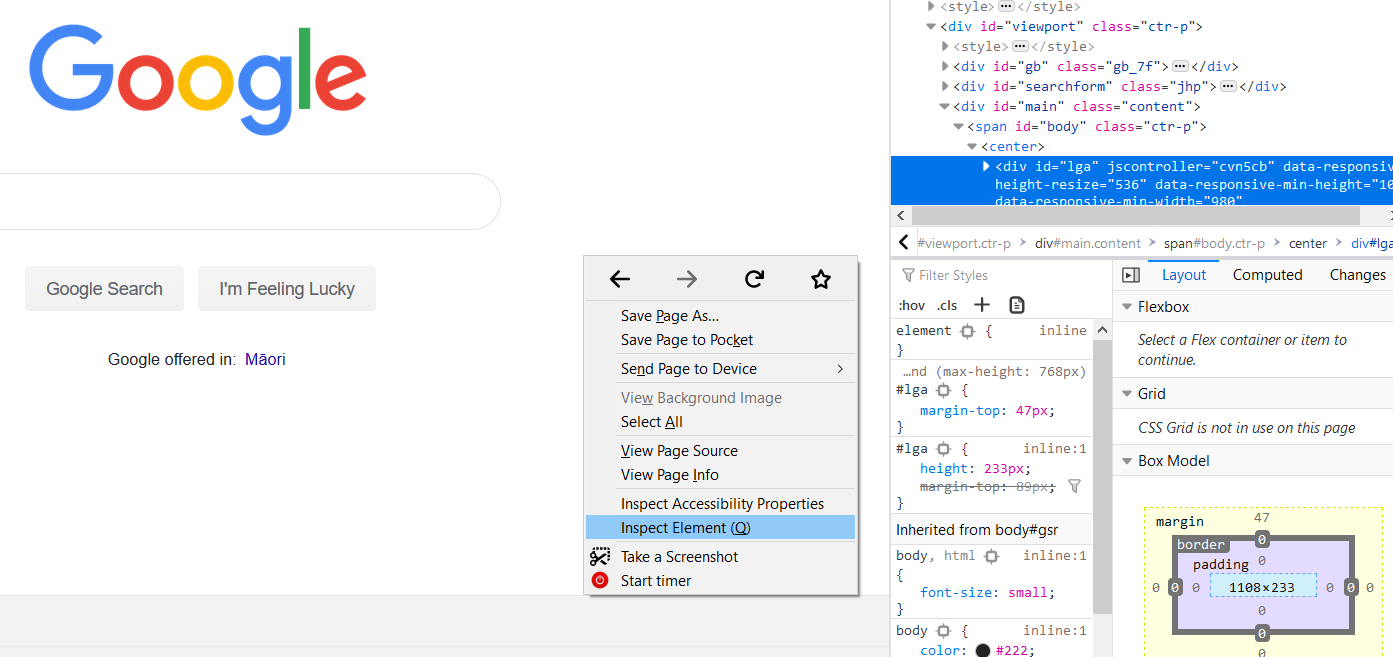 Google
Google Search
I'm Feeling Lucky
Google offered in: Māori
Save Page As...
Save Page to Pocket
Send Page to Device
View Background Image
Select All
View Page Source
View Page Info
Inspect Accessibility Properties
Inspect Element (Q)
Take a Screenshot
Start timer
<style> ••• </style>
<div id="viewport" class="ctr-p">
<style> ••• </style>
<div id="gb" class="gb_7f"> ••• </div>
<div id="searchform" class="jhp"> ••• </div>
<div id="main" class="content">
<span id="body" class="ctr-p">
<center>
<div id="lga" jscontroller="cvn5cb" data-responsiv
height-resize="536" data-responsive-min-height="10
data-responsive-min-width="980"
#viewport.ctr-p > div#main.content > span#body.ctr-p > center > div#lga
Filter Styles
:hov .cls +
element { inline
}
…nd (max-height: 768px)
#lga {
margin-top: 47px;
}
#lga { inline:1
height: 233px;
margin-top: 89px;
}
Inherited from body#gsr
body, html inline:1
{
font-size: small;
}
body { inline:1
color: #222;
Layout Computed Changes
Flexbox
Select a Flex container or item to
continue.
Grid
CSS Grid is not in use on this page
Box Model
margin 47
border 0
padding 0
0 0 0 1108×233 0 0 0
0
0
0